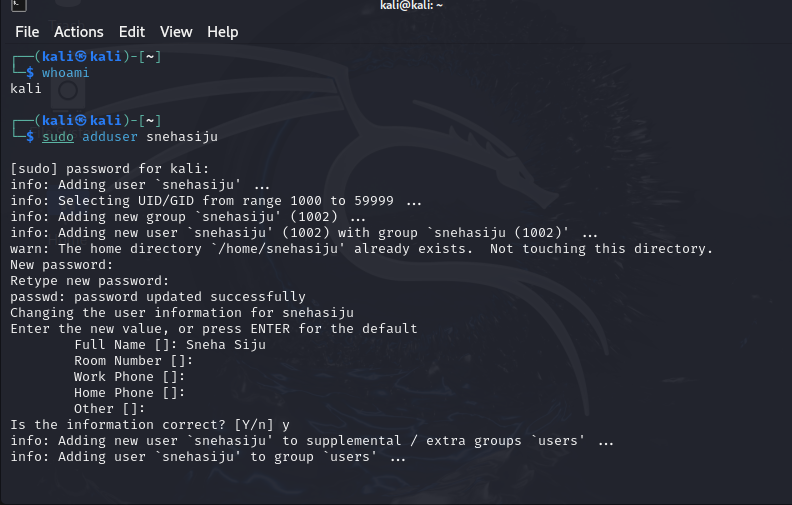 kali@kali: ~
File Actions Edit View Help
┌──(kali㉿kali)-[~]
└─$ whoami
kali
┌──(kali㉿kali)-[~]
└─$ sudo adduser snehasiju
[sudo] password for kali:
info: Adding user `snehasiju' ...
info: Selecting UID/GID from range 1000 to 59999 ...
info: Adding new group `snehasiju' (1002) ...
info: Adding new user `snehasiju' (1002) with group `snehasiju (1002)' ...
warn: The home directory `/home/snehasiju' already exists.  Not touching this directory.
New password:
Retype new password:
passwd: password updated successfully
Changing the user information for snehasiju
Enter the new value, or press ENTER for the default
        Full Name []: Sneha Siju
        Room Number []:
        Work Phone []:
        Home Phone []:
        Other []:
Is the information correct? [Y/n] y
info: Adding new user `snehasiju' to supplemental / extra groups `users' ...
info: Adding user `snehasiju' to group `users' ...